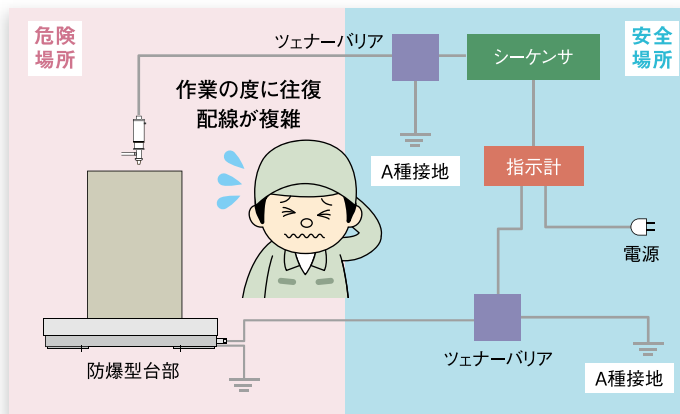 危険
場所
ツェナーバリア
シーケンサ
安全
場所
作業の度に往復
配線が複雑
A種接地
指示計
電源
ツェナーバリア
防爆型台部
A種接地